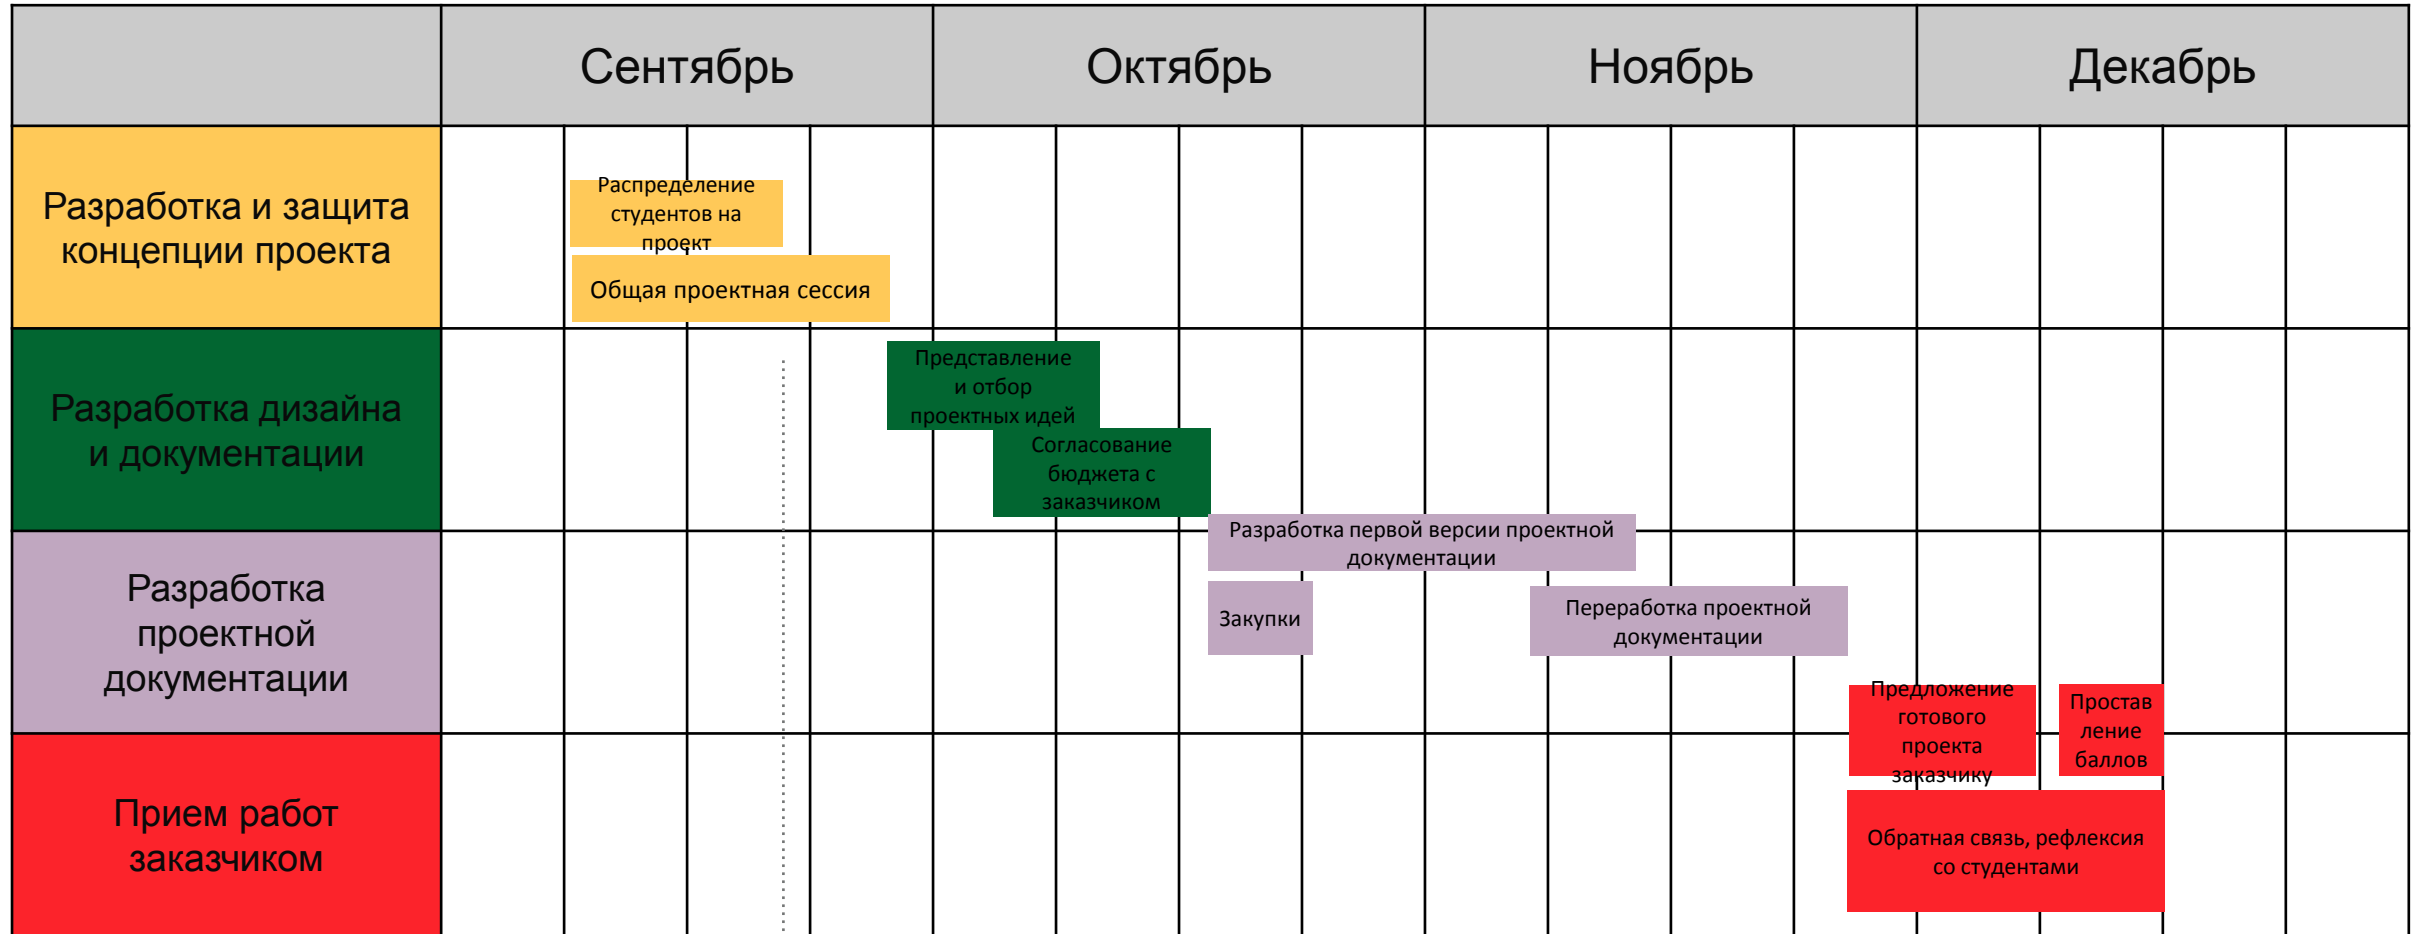 Сентябрь
Октябрь
Ноябрь
Декабрь
Разработка и защита
концепции проекта
Распределение
студентов на
проект
Общая проектная сессия
Разработка дизайна
и документации
Представление
и отбор
проектных идей
Согласование
бюджета с
заказчиком
Разработка
проектной
документации
Разработка первой версии проектной
документации
Закупки
Переработка проектной
документации
Прием работ
заказчиком
Предложение
готового
проекта
заказчику
Простав
ление
баллов
Обратная связь, рефлексия
со студентами